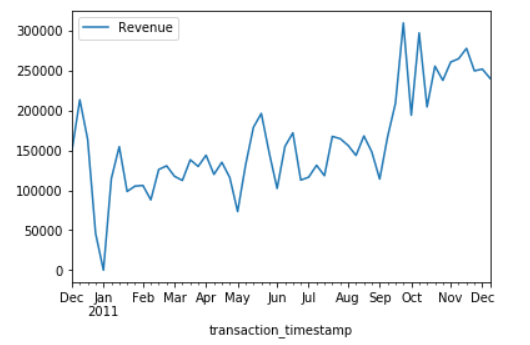 Revenue
300000
250000
200000
150000
100000
50000
0
Dec Jan Feb Mar Apr May Jun Jul Aug Sep Oct Nov Dec
2011
transaction_timestamp